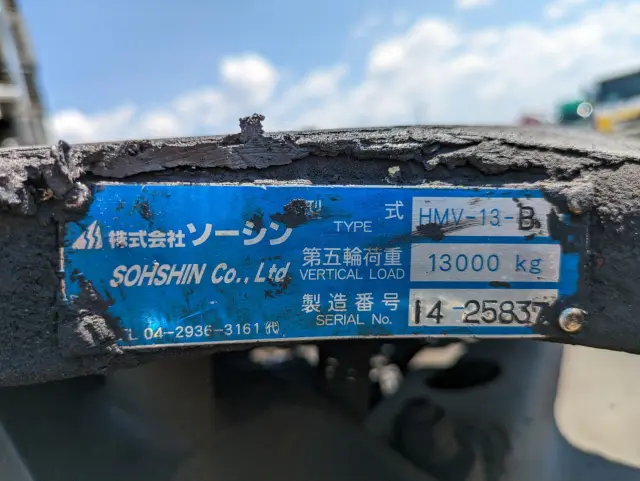 株式会社 ソーシン
SOHSHIN Co., Ltd
TEL 04-2936-3161 ㈹
型 式 HMV-13-B
TYPE
第五輪荷重 13000 kg
VERTICAL LOAD
製造番号 14-25837
SERIAL No.